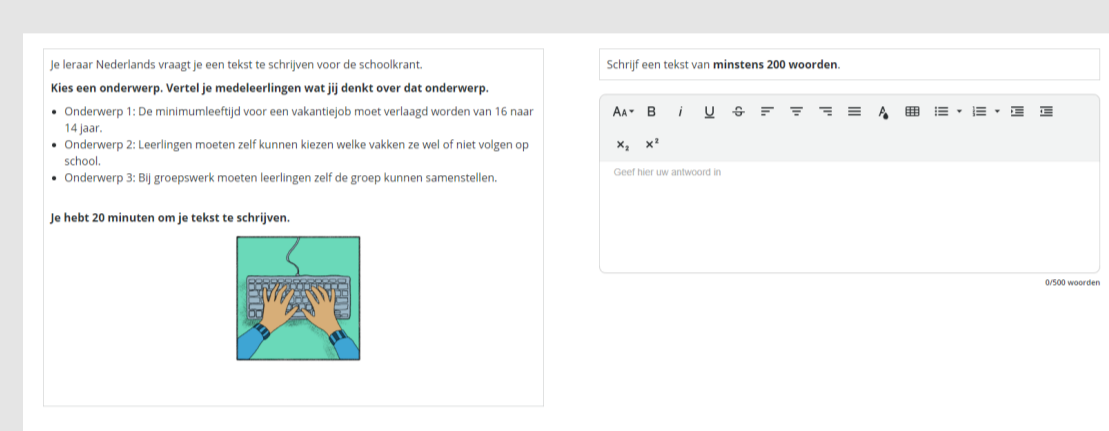 Je leraar Nederlands vraagt je een tekst te schrijven voor de schoolkrant.
Kies een onderwerp. Vertel je medeleerlingen wat jij denkt over dat onderwerp.
• Onderwerp 1: De minimumleeftijd voor een vakantiejob moet verlaagd worden van 16 naar
14 jaar.
• Onderwerp 2: Leerlingen moeten zelf kunnen kiezen welke vakken ze wel of niet volgen op
school.
• Onderwerp 3: Bij groepswerk moeten leerlingen zelf de groep kunnen samenstellen.
Je hebt 20 minuten om je tekst te schrijven.
Schrijf een tekst van minstens 200 woorden.
AA B i U S A
x₂ x²
Geef hier uw antwoord in
0/500 woorden